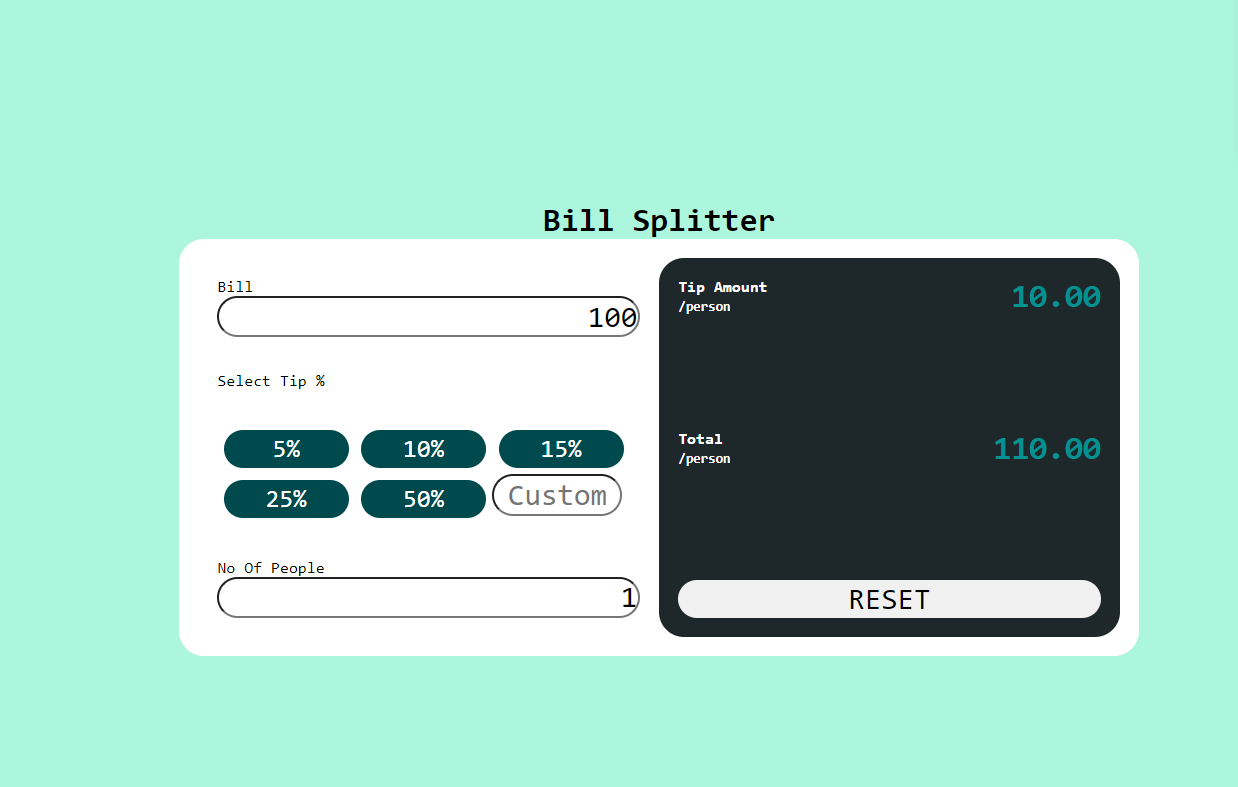 Bill Splitter
Bill
100
Select Tip %
5% 10% 15%
25% 50% Custom
No Of People
1
Tip Amount 10.00
/person
Total 110.00
/person
RESET